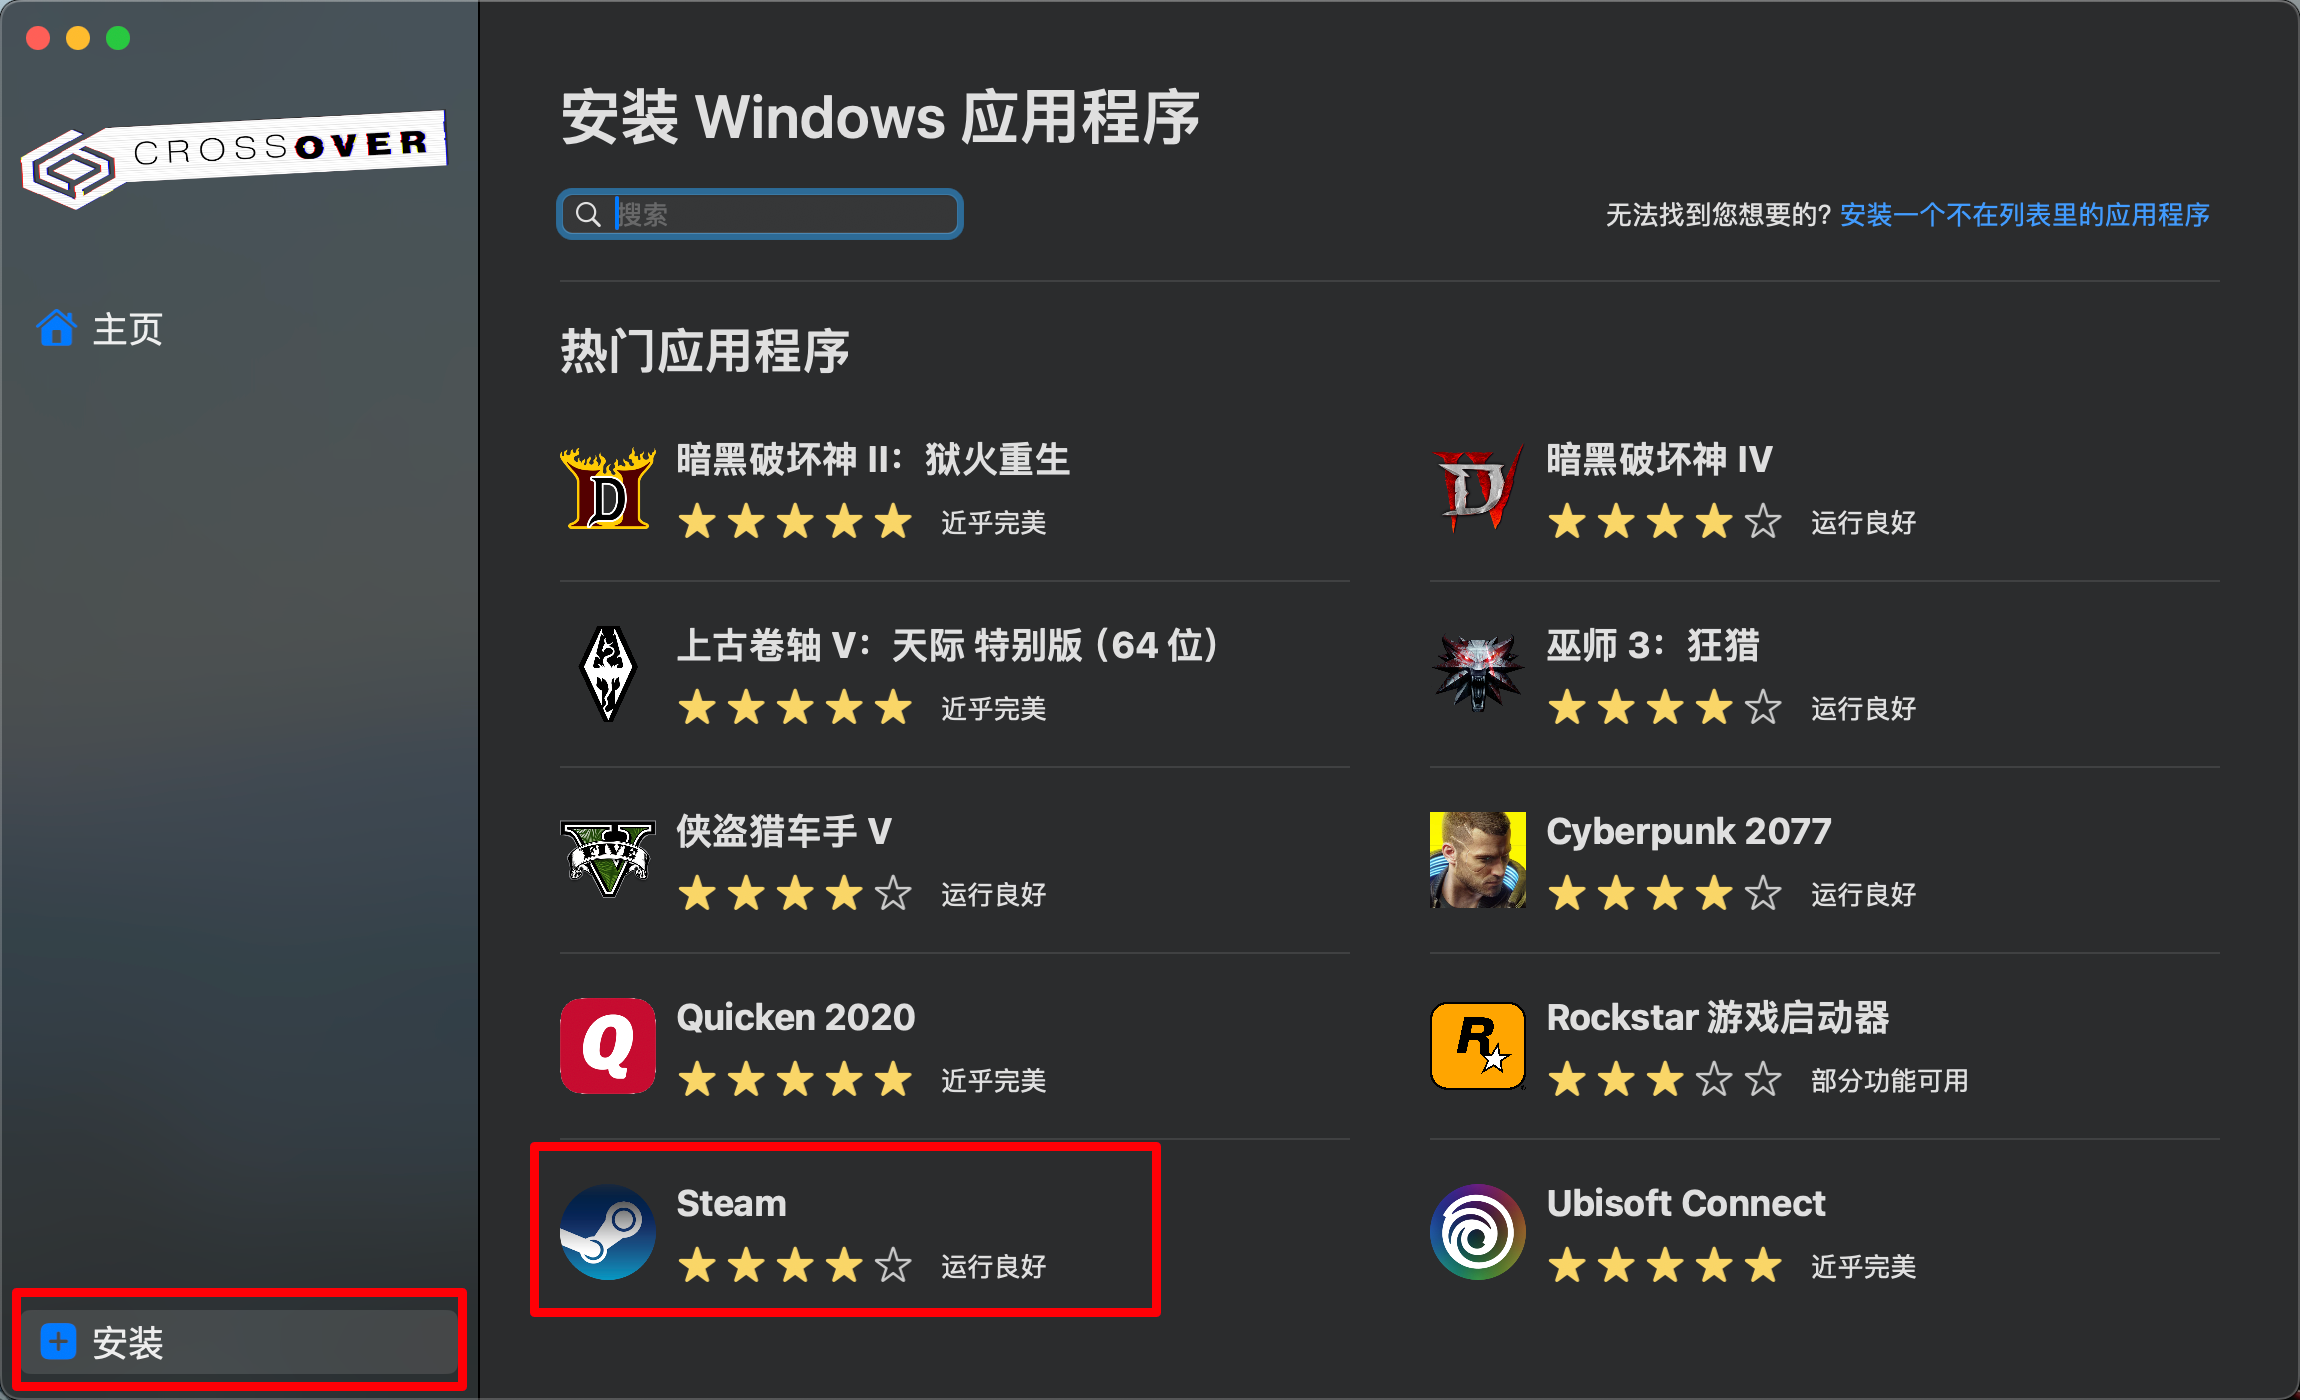 CROSSOVER
主页
安装
安装 Windows 应用程序
搜索
无法找到您想要的? 安装一个不在列表里的应用程序
热门应用程序
暗黑破坏神 II：狱火重生
近乎完美
暗黑破坏神 IV
运行良好
上古卷轴 V：天际 特别版（64 位）
近乎完美
巫师 3：狂猎
运行良好
FIVE
侠盗猎车手 V
运行良好
Cyberpunk 2077
运行良好
Q
Quicken 2020
近乎完美
R
Rockstar 游戏启动器
部分功能可用
Steam
运行良好
Ubisoft Connect
近乎完美